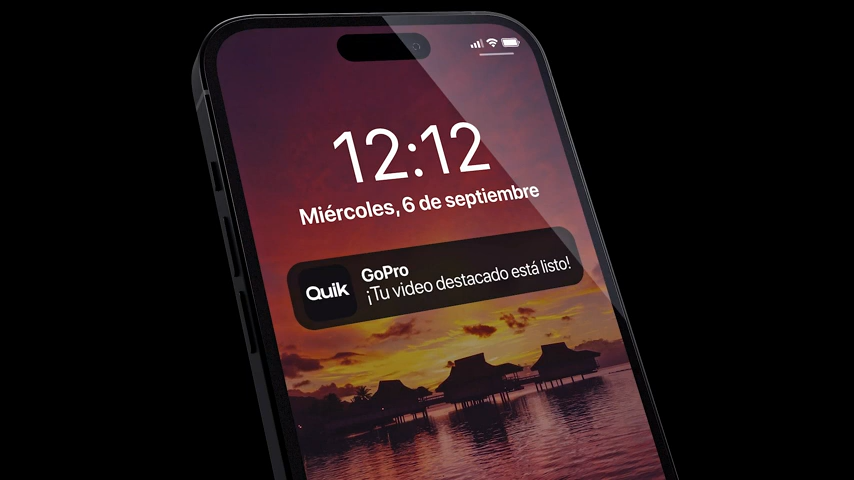 12:12
Miércoles, 6 de septiembre
Quik
GoPro
¡Tu video destacado está listo!